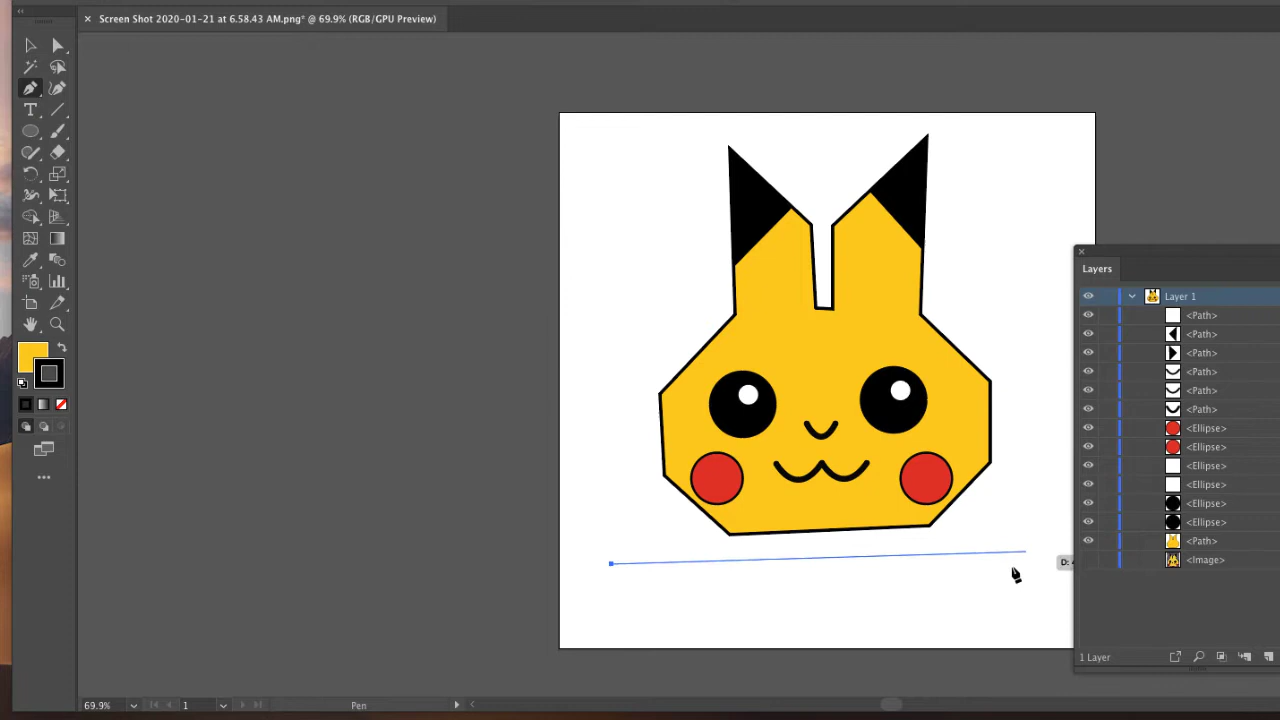 Screen Shot 2020-01-21 at 6.58.43 AM.png* @ 69.9% (RGB/GPU Preview)
Layers
Layer 1
<Path>
<Path>
<Path>
<Path>
<Path>
<Path>
<Ellipse>
<Ellipse>
<Ellipse>
<Ellipse>
<Ellipse>
<Ellipse>
<Path>
<Image>
D:
1 Layer
69.9%
1
Pen